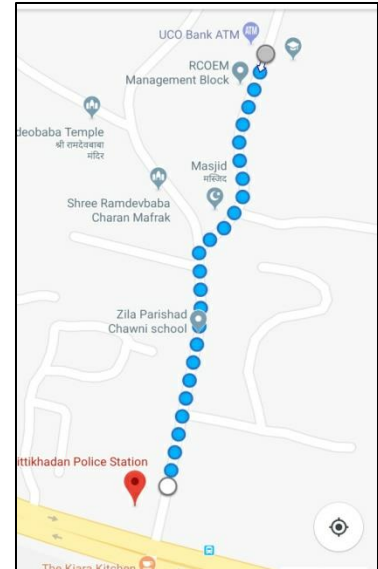 UCO Bank ATM
RCOEM
Management Block
deobaba Temple
श्री रामदेवबाबा
मंदिर
Masjid
मस्जिद
Shree Ramdevbaba
Charan Mafrak
Zila Parishad
Chawni school
ittikhadan Police Station
The Kiara Kitchen